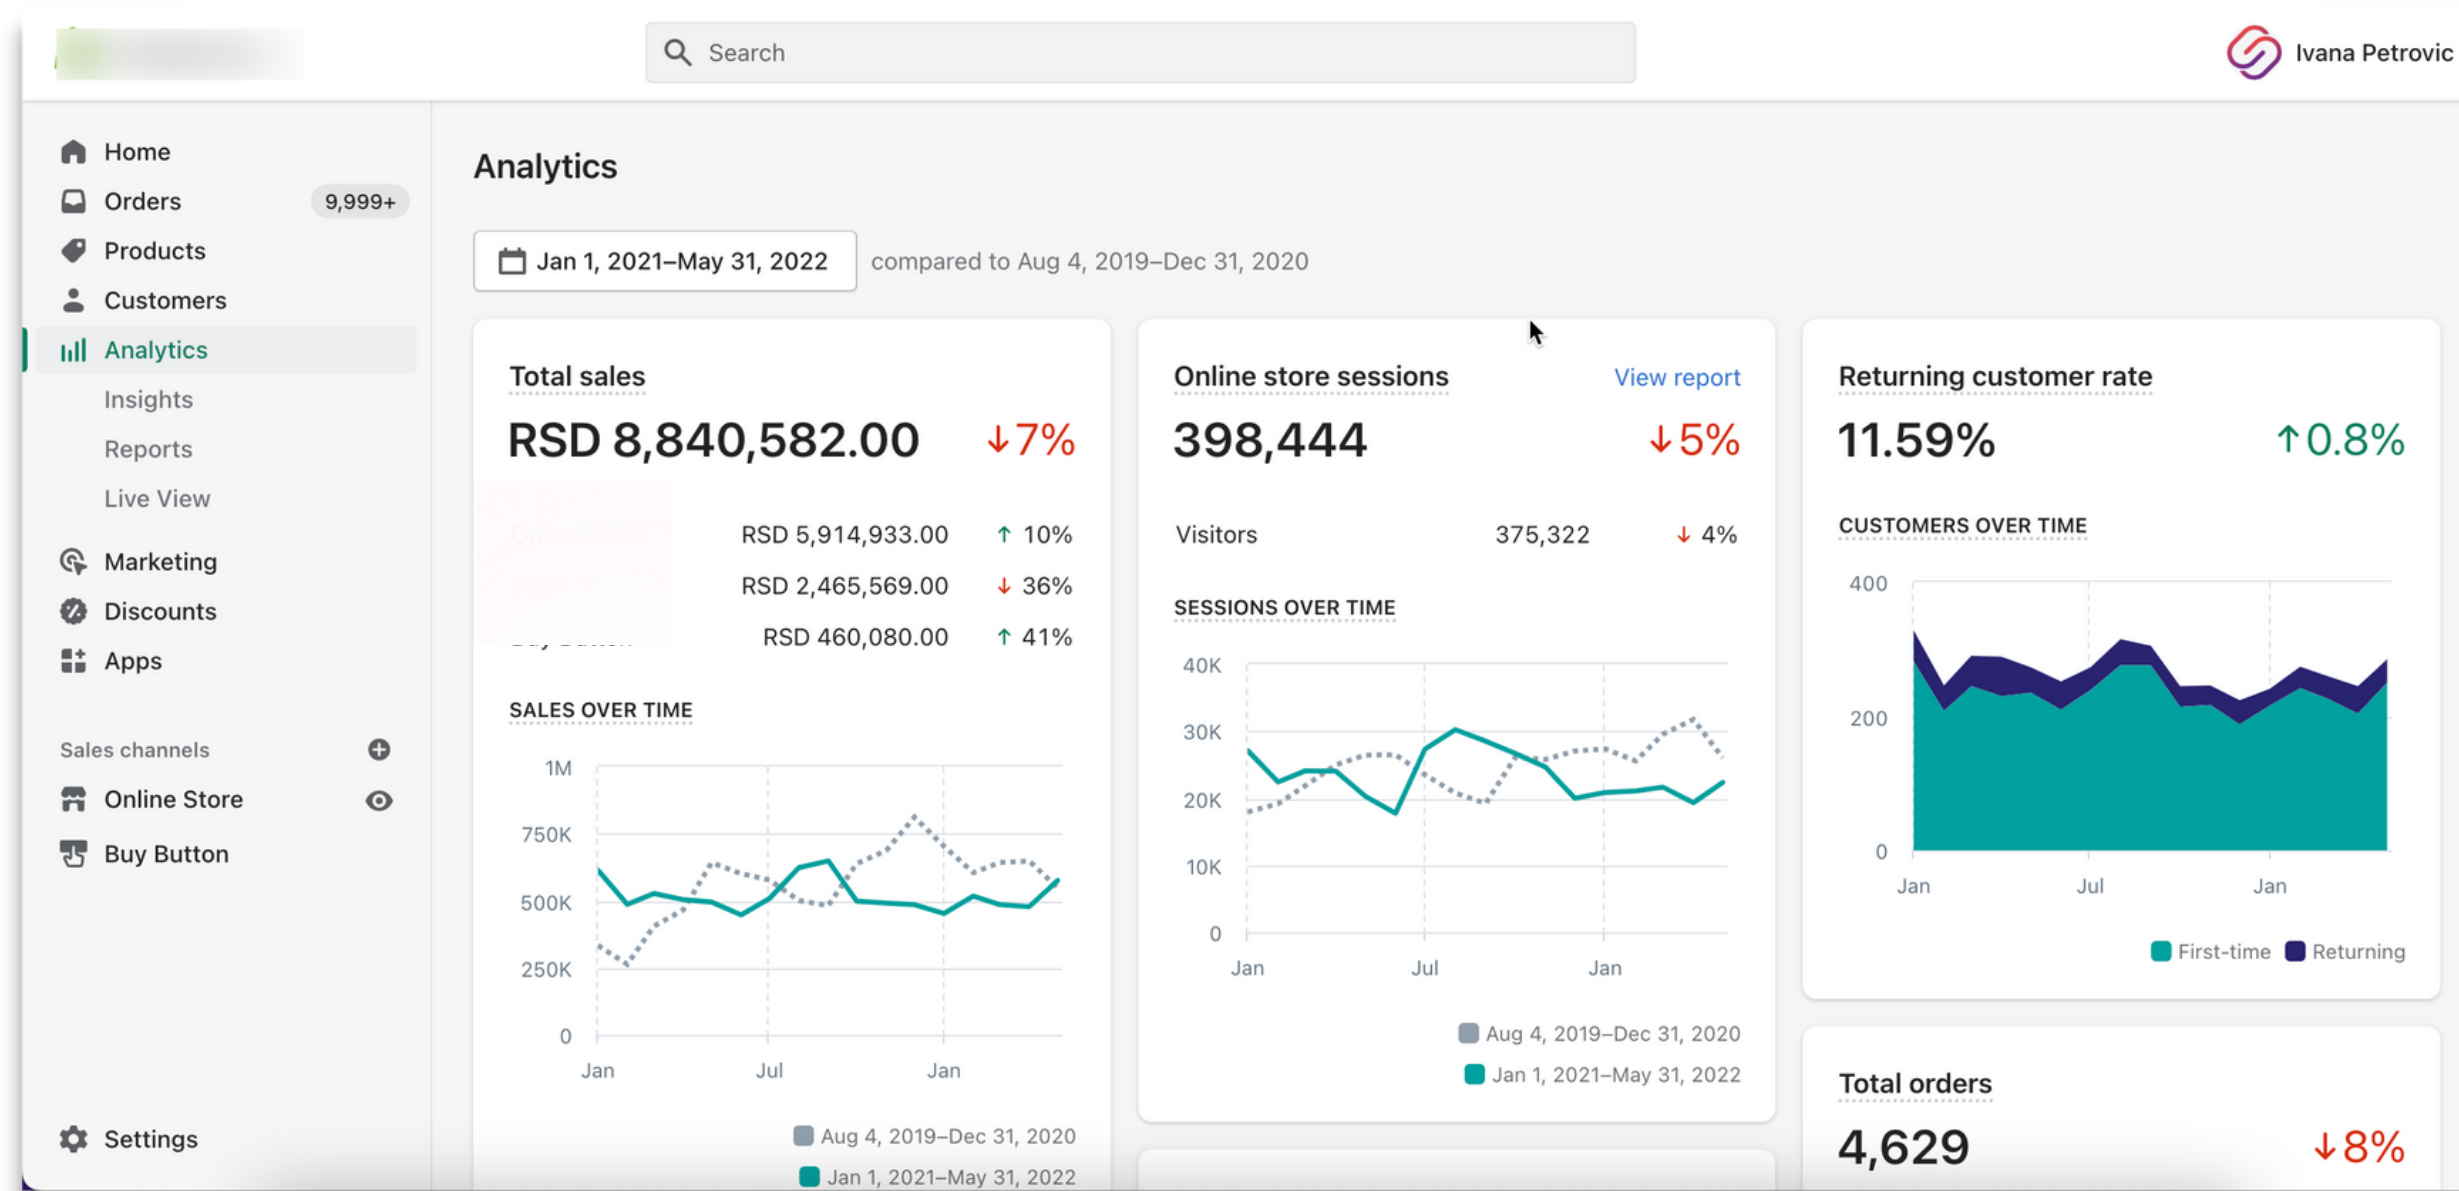 Search
Ivana Petrovic
Home
Orders 9,999+
Products
Customers
Analytics
Insights
Reports
Live View
Marketing
Discounts
Apps
Sales channels
Online Store
Buy Button
Settings
Analytics
Jan 1, 2021–May 31, 2022 compared to Aug 4, 2019–Dec 31, 2020
Total sales
RSD 8,840,582.00 ↓7%
RSD 5,914,933.00 ↑ 10%
RSD 2,465,569.00 ↓ 36%
RSD 460,080.00 ↑ 41%
SALES OVER TIME
1M
750K
500K
250K
0
Jan Jul Jan
Aug 4, 2019–Dec 31, 2020
Jan 1, 2021–May 31, 2022
Online store sessions View report
398,444 ↓5%
Visitors 375,322 ↓ 4%
SESSIONS OVER TIME
40K
30K
20K
10K
0
Jan Jul Jan
Aug 4, 2019–Dec 31, 2020
Jan 1, 2021–May 31, 2022
Returning customer rate
11.59% ↑0.8%
CUSTOMERS OVER TIME
400
200
0
Jan Jul Jan
First-time Returning
Total orders
4,629 ↓8%